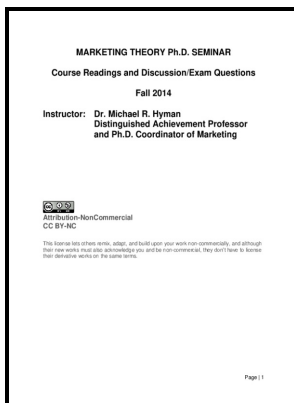 MARKETING THEORY Ph.D. SEMINAR
Course Readings and Discussion/Exam Questions
Fall 2014
Instructor: Dr. Michael R. Hyman
Distinguished Achievement Professor
and Ph.D. Coordinator of Marketing
Attribution-NonCommercial
CC BY-NC
This license lets others remix, adapt, and build upon your work non-commercially, and although
their new works must also acknowledge you and be non-commercial, they don't have to license
their derivative works on the same terms.
Page | 1